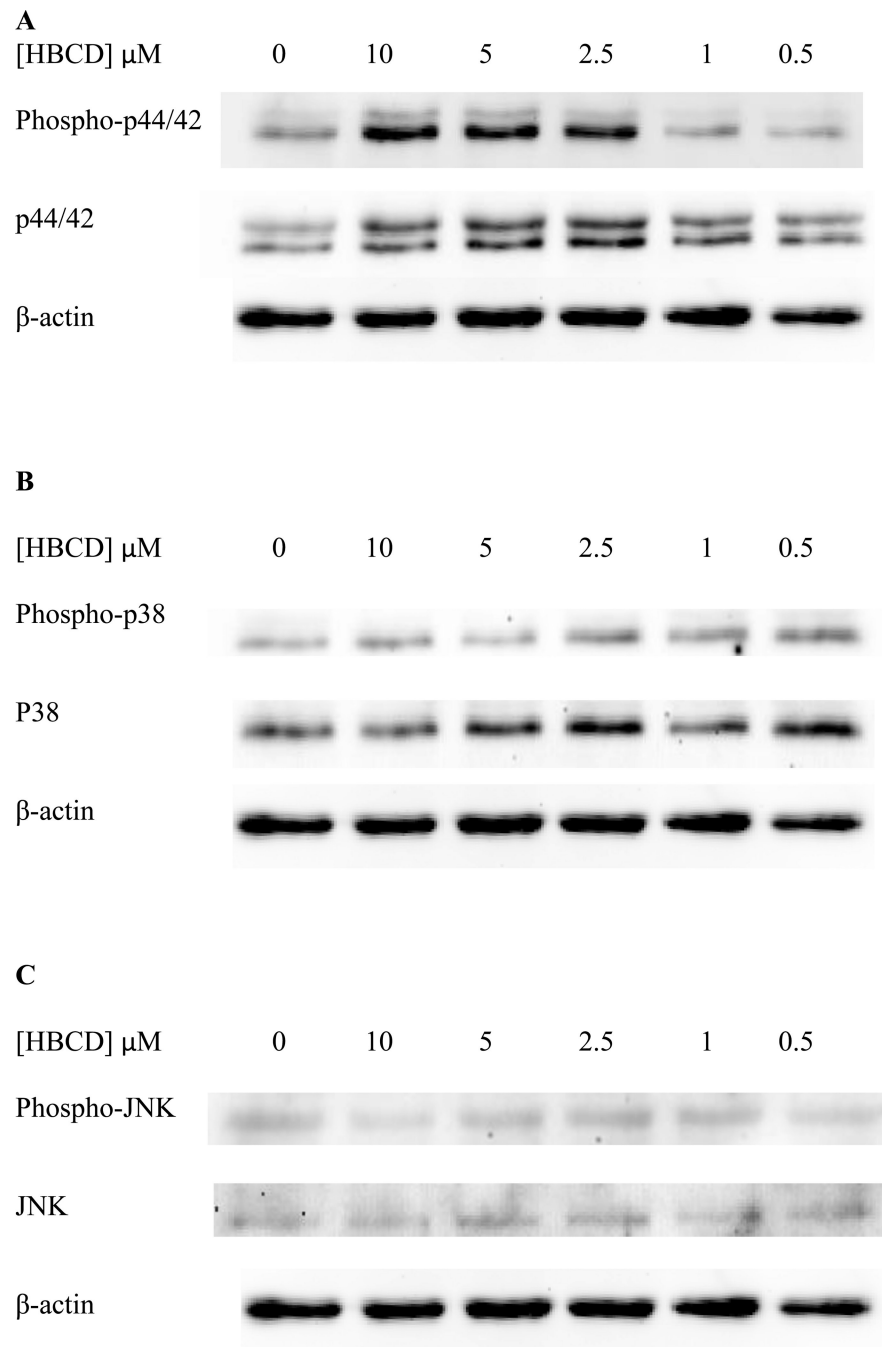 A
[HBCD] μM 0 10 5 2.5 1 0.5
Phospho-p44/42
p44/42
β-actin
B
[HBCD] μM 0 10 5 2.5 1 0.5
Phospho-p38
P38
β-actin
C
[HBCD] μM 0 10 5 2.5 1 0.5
Phospho-JNK
JNK
β-actin